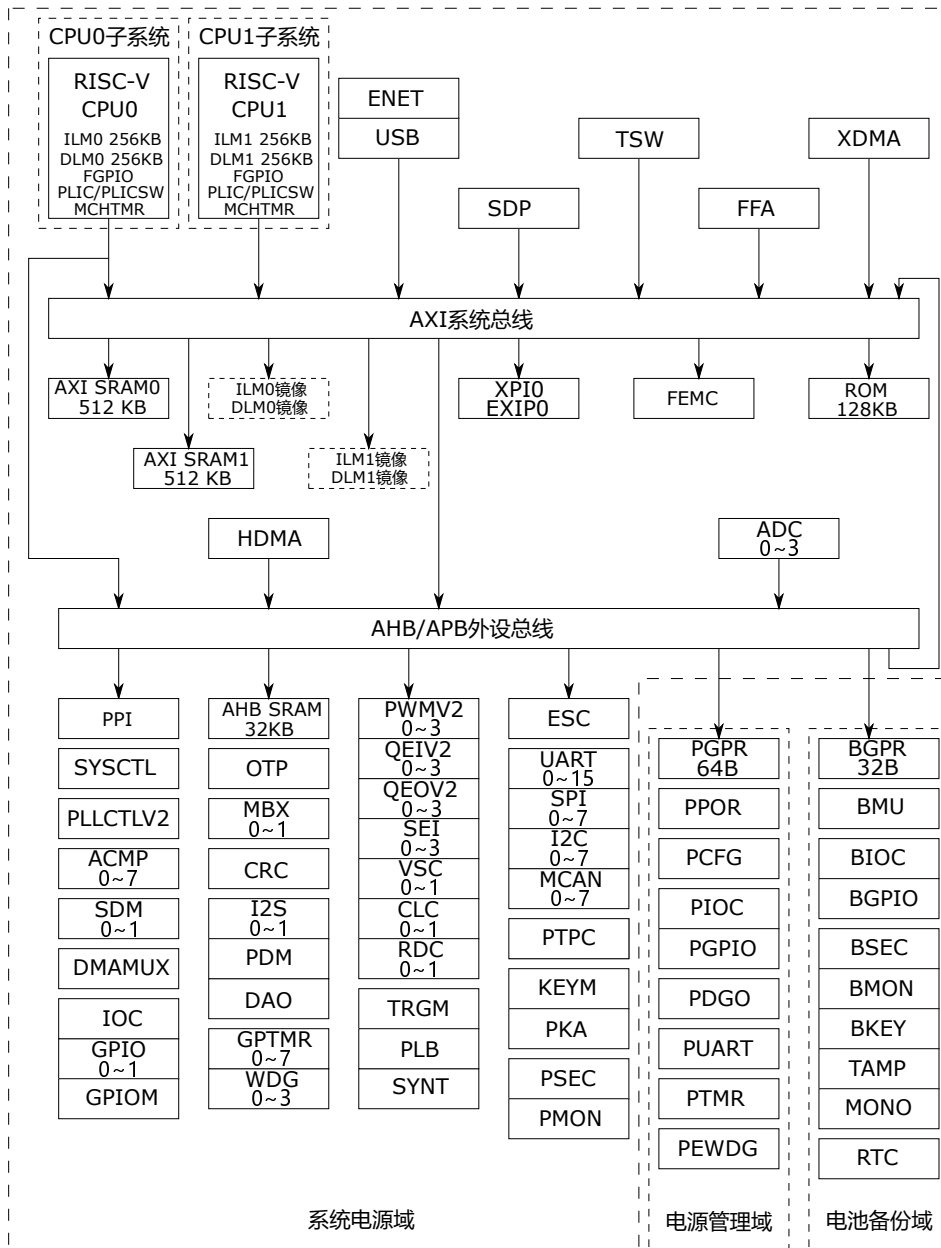 CPU0子系统
RISC-V
CPU0
ILM0 256KB
DLM0 256KB
FGPIO
PLIC/PLICSW
MCHTMR
CPU1子系统
RISC-V
CPU1
ILM1 256KB
DLM1 256KB
FGPIO
PLIC/PLICSW
MCHTMR
ENET
USB
SDP
TSW
FFA
XDMA
AXI系统总线
AXI SRAM0
512 KB
AXI SRAM1
512 KB
ILM0镜像
DLM0镜像
ILM1镜像
DLM1镜像
XPI0
EXIP0
FEMC
ROM
128KB
HDMA
ADC
0~3
AHB/APB外设总线
PPI
SYSCTL
PLLCTLV2
ACMP
0~7
SDM
0~1
DMAMUX
IOC
GPIO
0~1
GPIOM
AHB SRAM
32KB
OTP
MBX
0~1
CRC
I2S
0~1
PDM
DAO
GPTMR
0~7
WDG
0~3
PWMV2
0~3
QEIV2
0~3
QEOV2
0~3
SEI
0~3
VSC
0~1
CLC
0~1
RDC
0~1
TRGM
PLB
SYNT
ESC
UART
0~15
SPI
0~7
I2C
0~7
MCAN
0~7
PTPC
KEYM
PKA
PSEC
PMON
PGPR
64B
PPOR
PCFG
PIOC
PGPIO
PDGO
PUART
PTMR
PEWDG
BGPR
32B
BMU
BIOC
BGPIO
BSEC
BMON
BKEY
TAMP
MONO
RTC
系统电源域
电源管理域
电池备份域